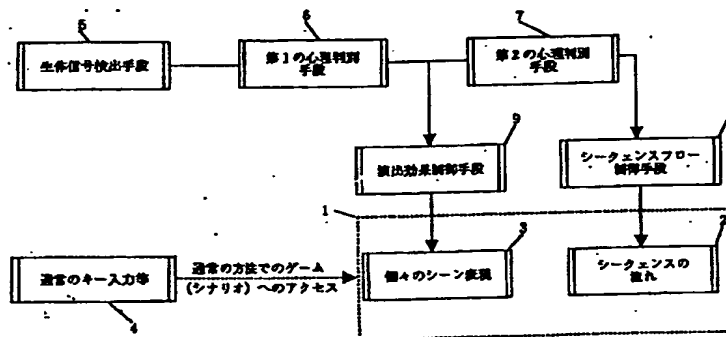 5
生体信号検出手段
6
第1の心理判別
手段
7
第2の心理判別
手段
9
演出効果制御手段
シークェンスフロー
制御手段
1
通常のキー入力等
4
通常の方法でのゲーム
(シナリオ)へのアクセス
3
個々のシーン表現
2
シークェンスの
流れ